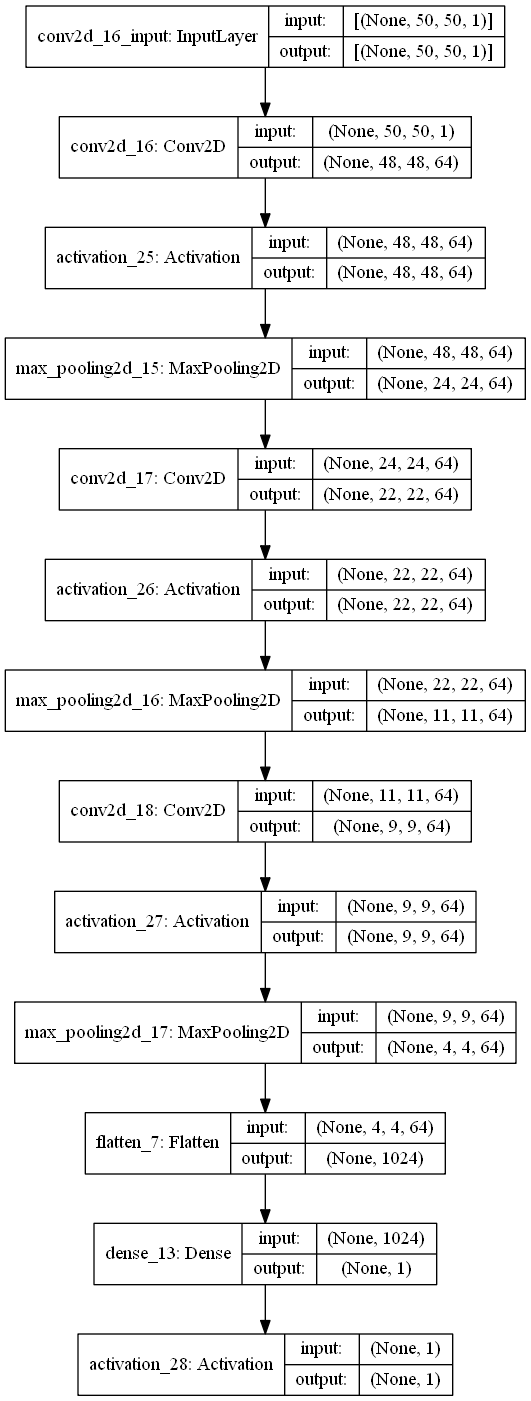 conv2d_16_input: InputLayer input: [(None, 50, 50, 1)]
output: [(None, 50, 50, 1)]
conv2d_16: Conv2D input: (None, 50, 50, 1)
output: (None, 48, 48, 64)
activation_25: Activation input: (None, 48, 48, 64)
output: (None, 48, 48, 64)
max_pooling2d_15: MaxPooling2D input: (None, 48, 48, 64)
output: (None, 24, 24, 64)
conv2d_17: Conv2D input: (None, 24, 24, 64)
output: (None, 22, 22, 64)
activation_26: Activation input: (None, 22, 22, 64)
output: (None, 22, 22, 64)
max_pooling2d_16: MaxPooling2D input: (None, 22, 22, 64)
output: (None, 11, 11, 64)
conv2d_18: Conv2D input: (None, 11, 11, 64)
output: (None, 9, 9, 64)
activation_27: Activation input: (None, 9, 9, 64)
output: (None, 9, 9, 64)
max_pooling2d_17: MaxPooling2D input: (None, 9, 9, 64)
output: (None, 4, 4, 64)
flatten_7: Flatten input: (None, 4, 4, 64)
output: (None, 1024)
dense_13: Dense input: (None, 1024)
output: (None, 1)
activation_28: Activation input: (None, 1)
output: (None, 1)